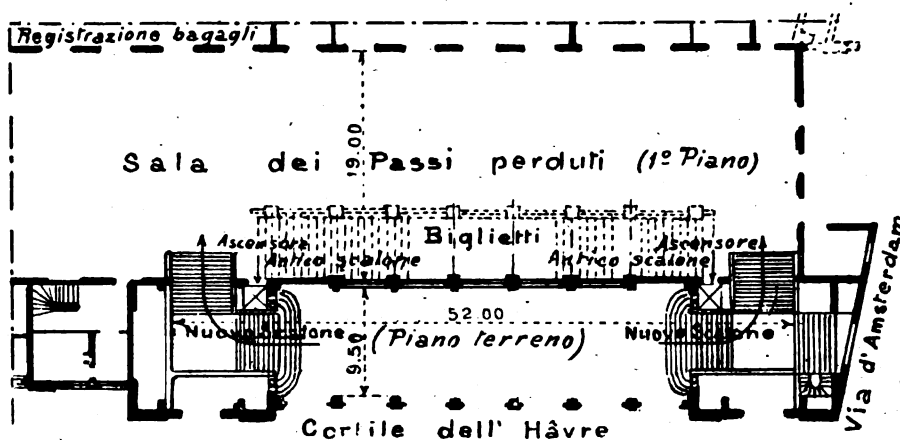 Registrazione bagagli
19.00
Sala dei Passi perduti (1º Piano)
Biglietti
Ascensore
Ascensore
Antico scalone
Antico scalone
52.00
Nuovo Scalone
Nuovo Scalone
(Piano terreno)
9.50
Cortile dell' Hâvre
Via d'Amsterdam